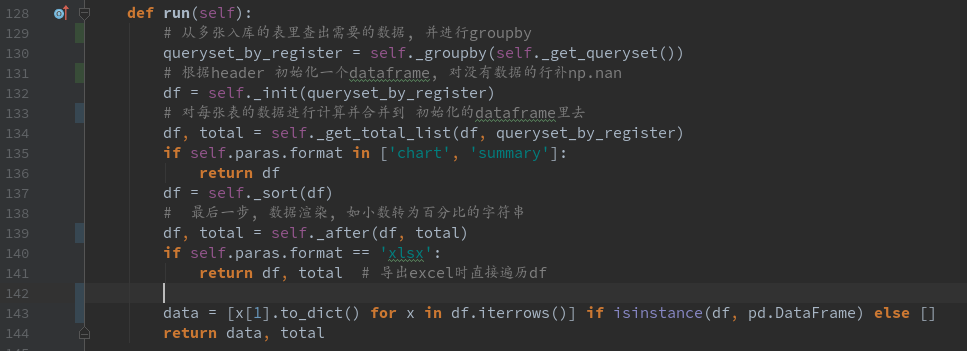 128 def run(self):
129 # 从多张入库的表里查出需要的数据, 并进行groupby
130 queryset_by_register = self._groupby(self._get_queryset())
131 # 根据header 初始化一个dataframe, 对没有数据的行补np.nan
132 df = self._init(queryset_by_register)
133 # 对每张表的数据进行计算并合并到 初始化的dataframe里去
134 df, total = self._get_total_list(df, queryset_by_register)
135 if self.paras.format in ['chart', 'summary']:
136 return df
137 df = self._sort(df)
138 #  最后一步, 数据渲染, 如小数转为百分比的字符串
139 df, total = self._after(df, total)
140 if self.paras.format == 'xlsx':
141 return df, total  # 导出excel时直接遍历df
142
143 data = [x[1].to_dict() for x in df.iterrows()] if isinstance(df, pd.DataFrame) else []
144 return data, total